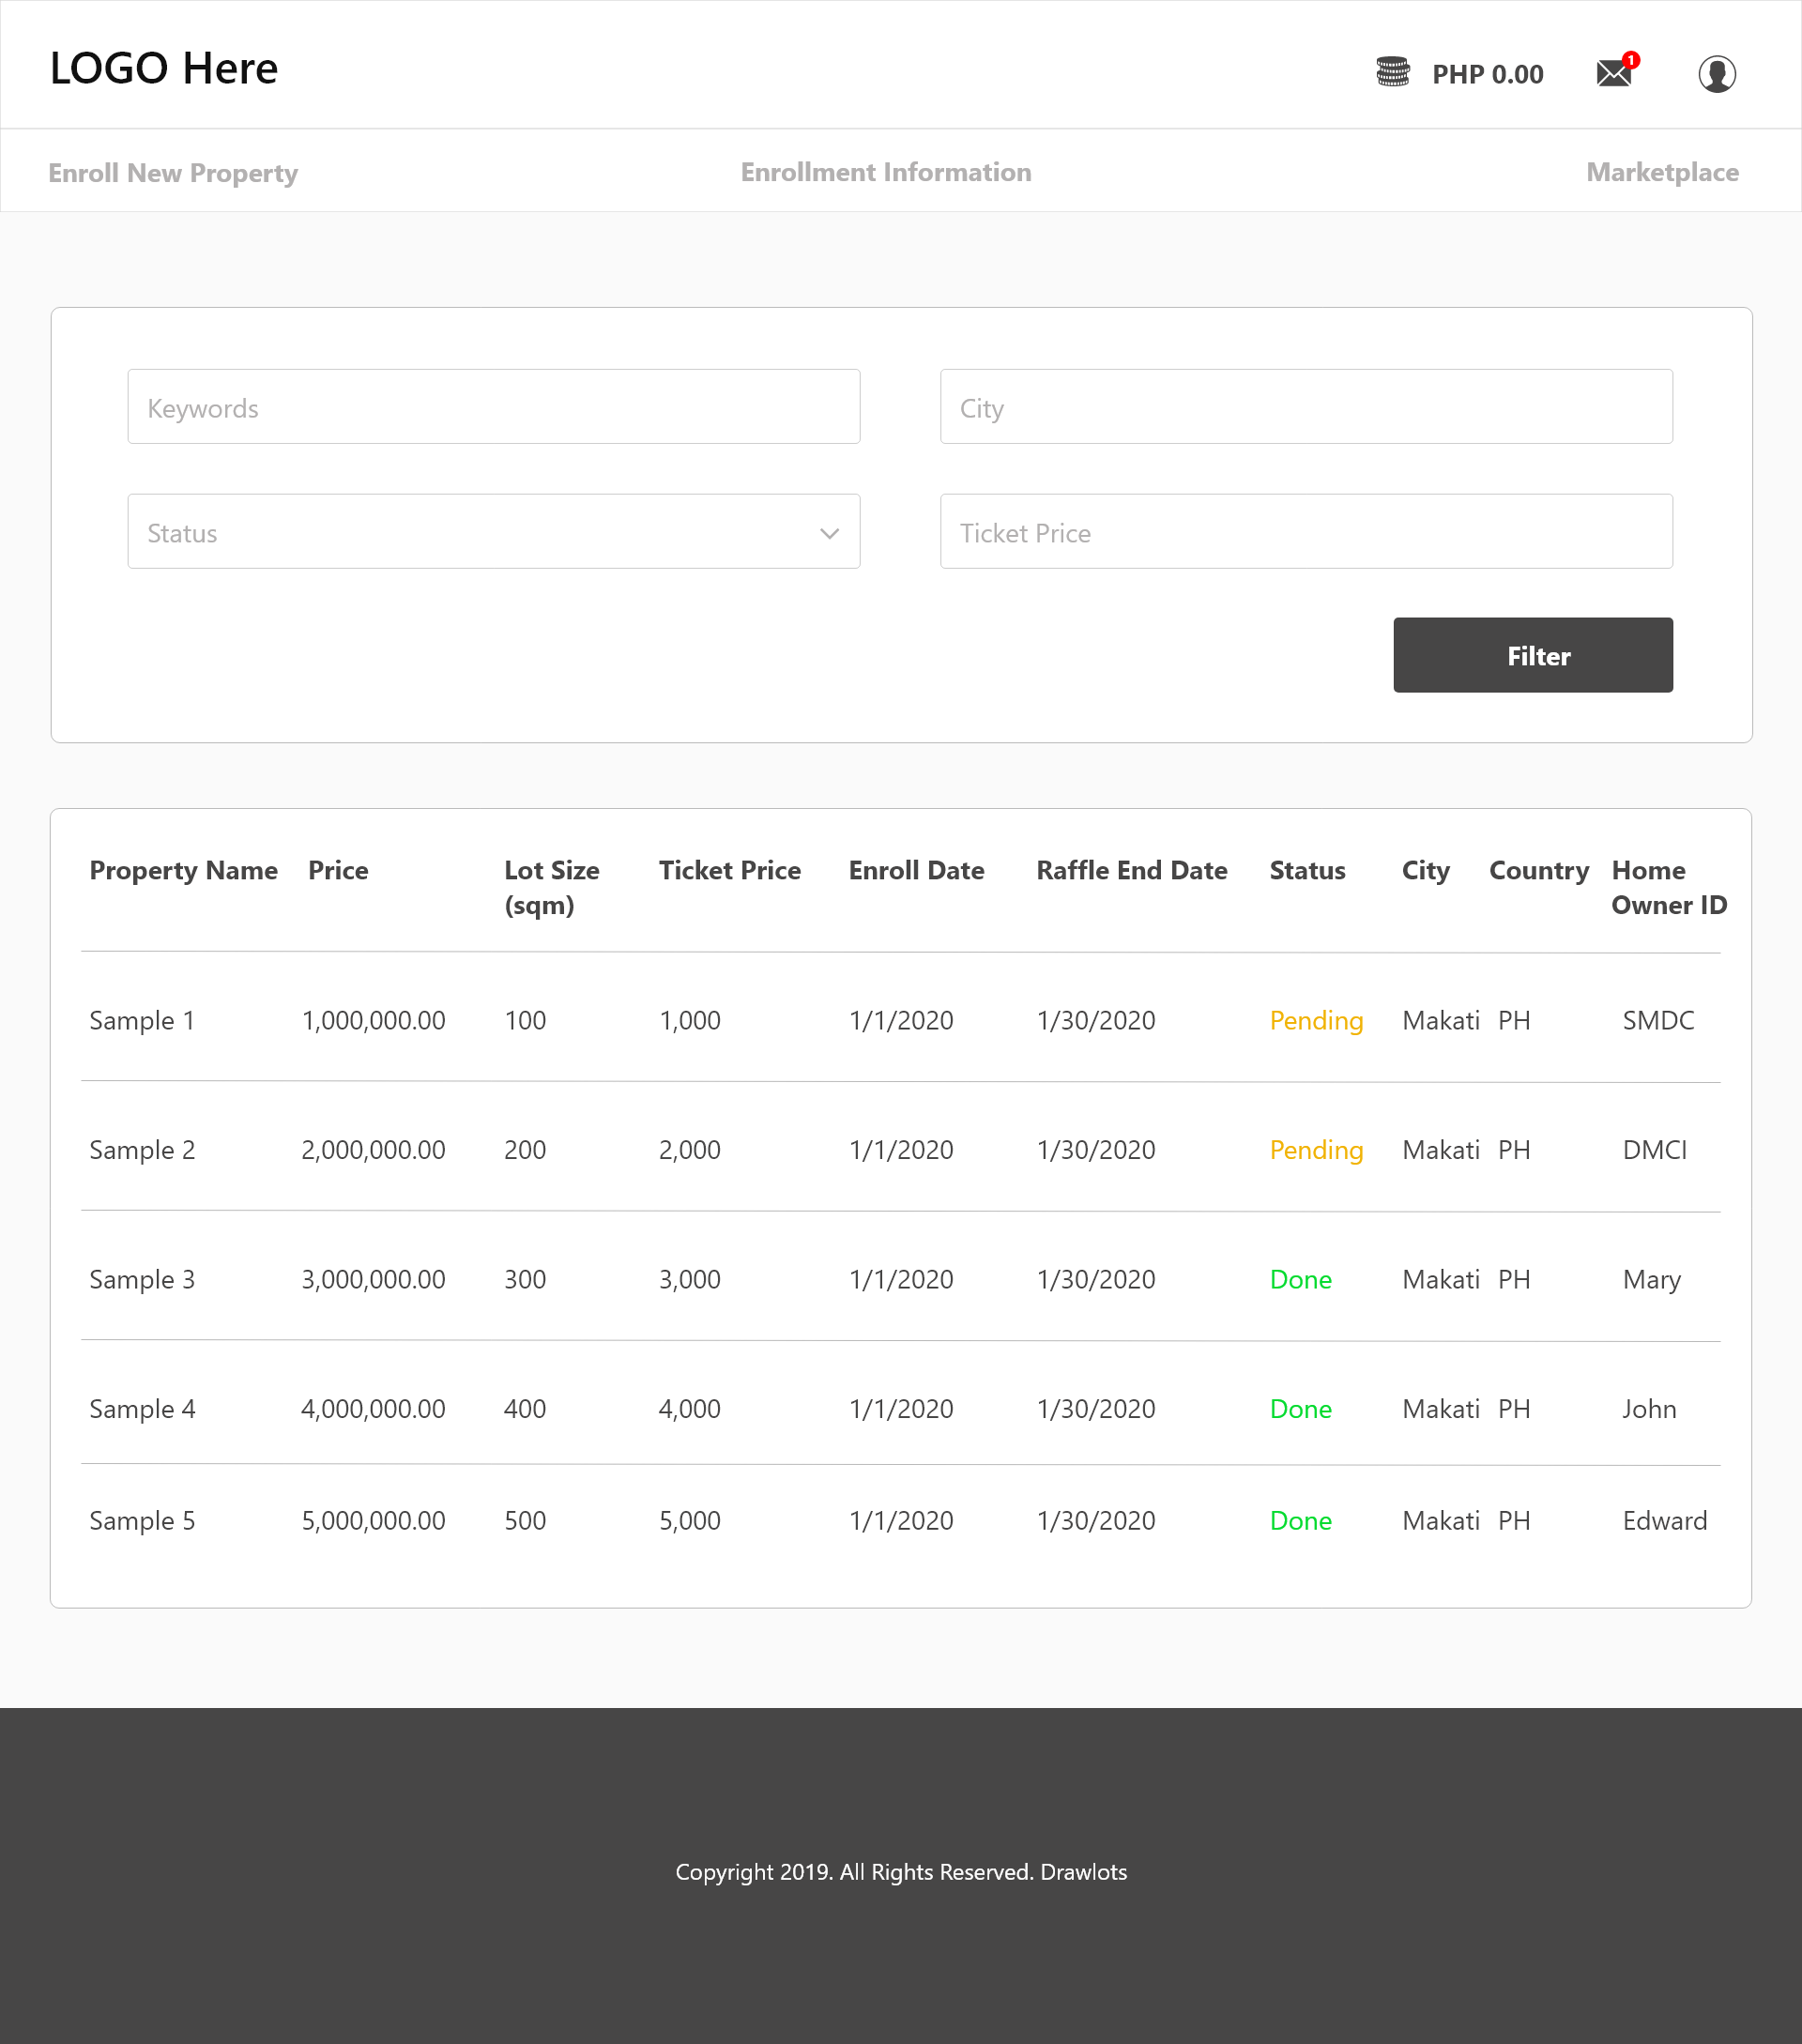 LOGO Here
PHP 0.00
1
Enroll New Property Enrollment Information Marketplace
Keywords City
Status Ticket Price
Filter
Property Name Price Lot Size Ticket Price Enroll Date Raffle End Date Status City Country Home
(sqm) Owner ID
Sample 1 1,000,000.00 100 1,000 1/1/2020 1/30/2020 Pending Makati PH SMDC
Sample 2 2,000,000.00 200 2,000 1/1/2020 1/30/2020 Pending Makati PH DMCI
Sample 3 3,000,000.00 300 3,000 1/1/2020 1/30/2020 Done Makati PH Mary
Sample 4 4,000,000.00 400 4,000 1/1/2020 1/30/2020 Done Makati PH John
Sample 5 5,000,000.00 500 5,000 1/1/2020 1/30/2020 Done Makati PH Edward
Copyright 2019. All Rights Reserved. Drawlots